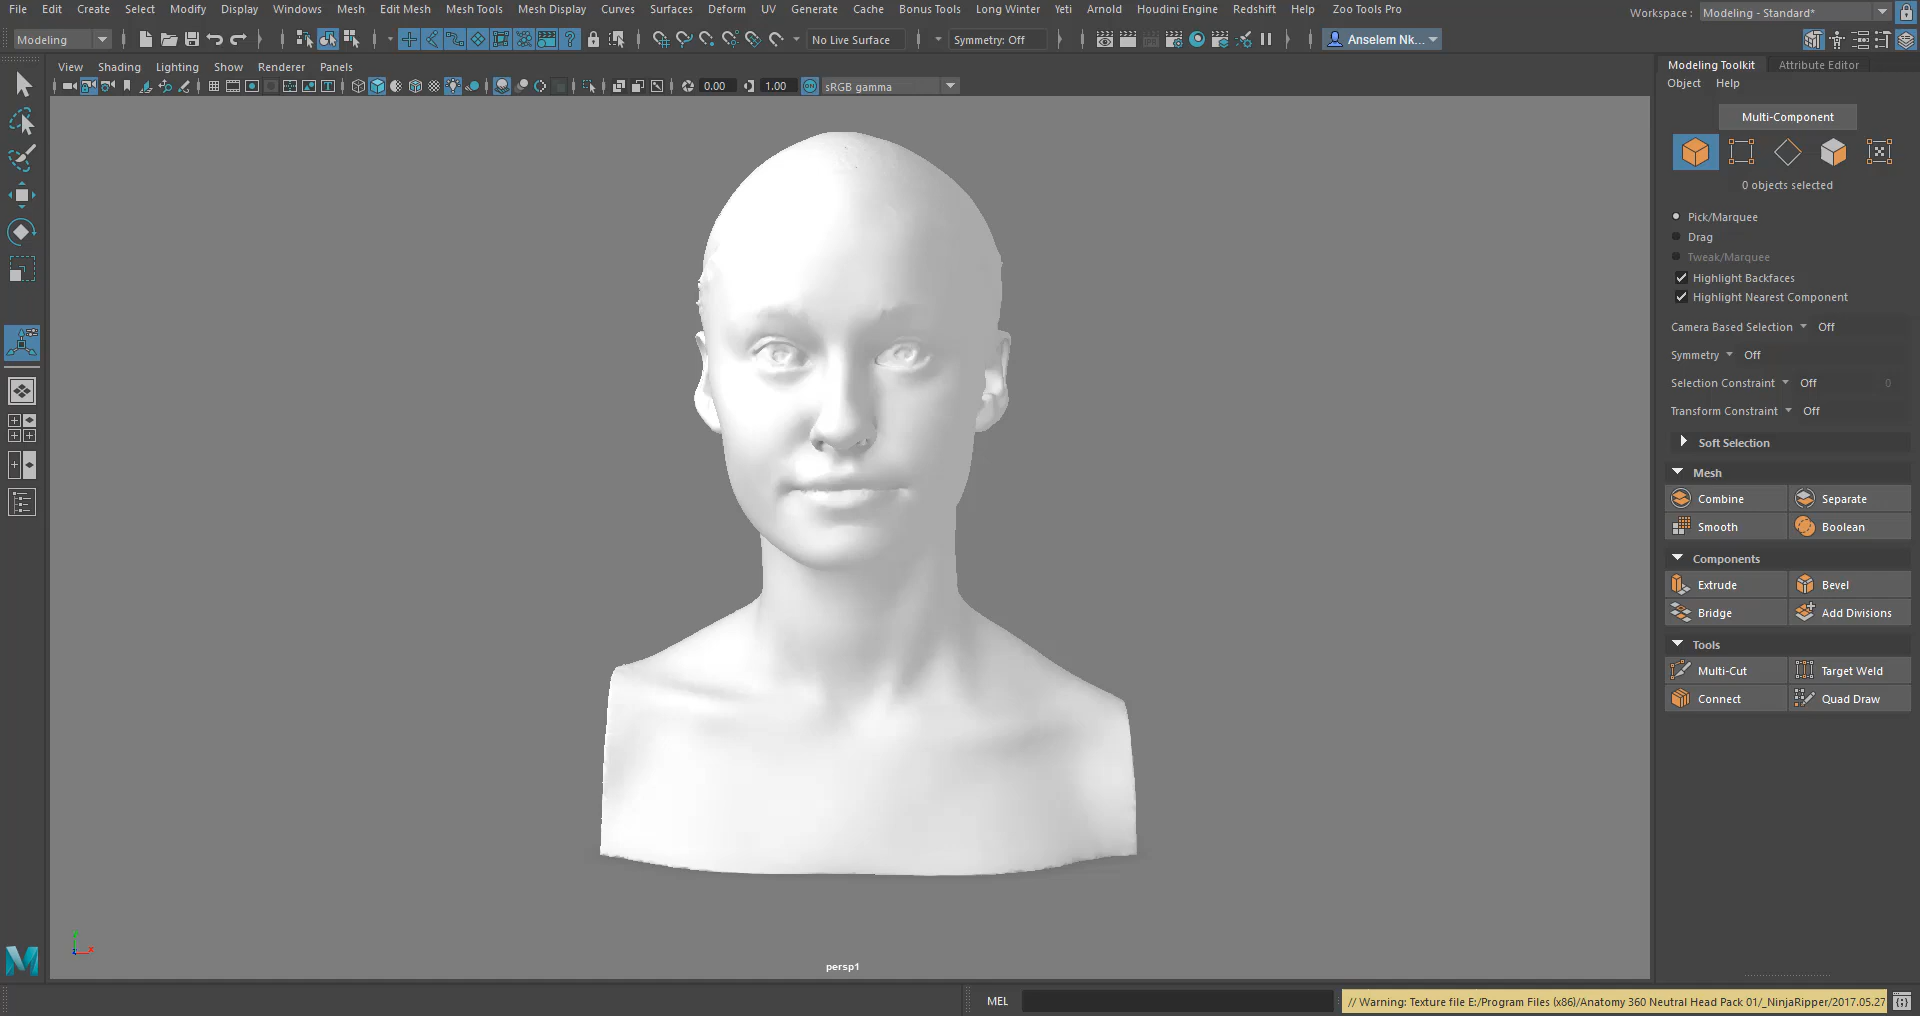 File Edit Create Select Modify Display Windows Mesh Edit Mesh Mesh Tools Mesh Display Curves Surfaces Deform UV Generate Cache Bonus Tools Long Winter Yeti Arnold Houdini Engine Redshift Help Zoo Tools Pro
Workspace : Modeling - Standard*
Modeling No Live Surface Symmetry: Off Anselem Nk...
View Shading Lighting Show Renderer Panels
0.00 1.00 sRGB gamma
Modeling Toolkit Attribute Editor
Object Help
Multi-Component
0 objects selected
Pick/Marquee
Drag
Tweak/Marquee
Highlight Backfaces
Highlight Nearest Component
Camera Based Selection Off
Symmetry Off
Selection Constraint Off 0
Transform Constraint Off
Soft Selection
Mesh
Combine Separate
Smooth Boolean
Components
Extrude Bevel
Bridge Add Divisions
Tools
Multi-Cut Target Weld
Connect Quad Draw
persp1
MEL // Warning: Texture file E:/Program Files (x86)/Anatomy 360 Neutral Head Pack 01/_NinjaRipper/2017.05.27